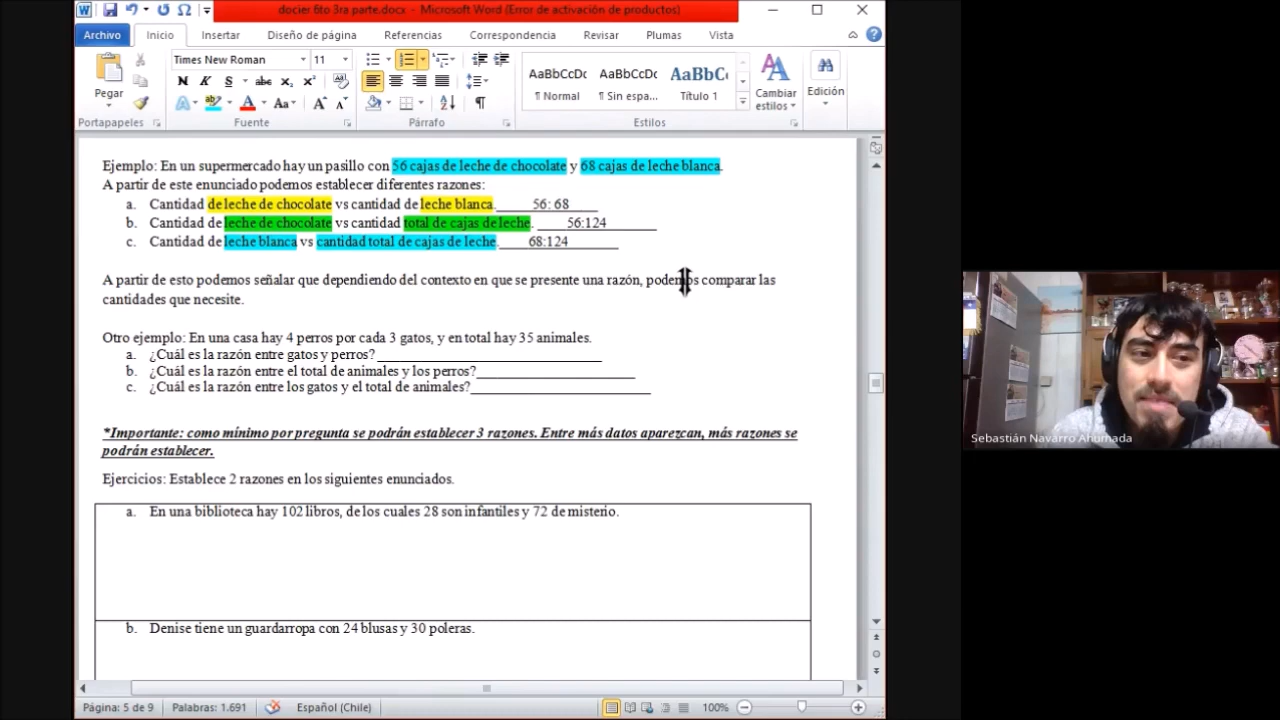 docier 6to 3ra parte.docx - Microsoft Word (Error de activación de productos)
Archivo Inicio Insertar Diseño de página Referencias Correspondencia Revisar Plumas Vista
Pegar
Times New Roman 11
N K S abc x₂ x²
A ab A Aa A A
AaBbCcDc AaBbCcDc AaBbC
¶ Normal ¶ Sin espa... Título 1
Cambiar
estilos
Edición
Portapapeles Fuente Párrafo Estilos
Ejemplo: En un supermercado hay un pasillo con 56 cajas de leche de chocolate y 68 cajas de leche blanca.
A partir de este enunciado podemos establecer diferentes razones:
a. Cantidad de leche de chocolate vs cantidad de leche blanca. 56: 68
b. Cantidad de leche de chocolate vs cantidad total de cajas de leche. 56:124
c. Cantidad de leche blanca vs cantidad total de cajas de leche. 68:124
A partir de esto podemos señalar que dependiendo del contexto en que se presente una razón, podemos comparar las
cantidades que necesite.
Otro ejemplo: En una casa hay 4 perros por cada 3 gatos, y en total hay 35 animales.
a. ¿Cuál es la razón entre gatos y perros?
b. ¿Cuál es la razón entre el total de animales y los perros?
c. ¿Cuál es la razón entre los gatos y el total de animales?
*Importante: como mínimo por pregunta se podrán establecer 3 razones. Entre más datos aparezcan, más razones se
podrán establecer.
Ejercicios: Establece 2 razones en los siguientes enunciados.
a. En una biblioteca hay 102 libros, de los cuales 28 son infantiles y 72 de misterio.
b. Denise tiene un guardarropa con 24 blusas y 30 poleras.
Página: 5 de 9 Palabras: 1.691 Español (Chile) 100%
Sebastián Navarro Ahumada